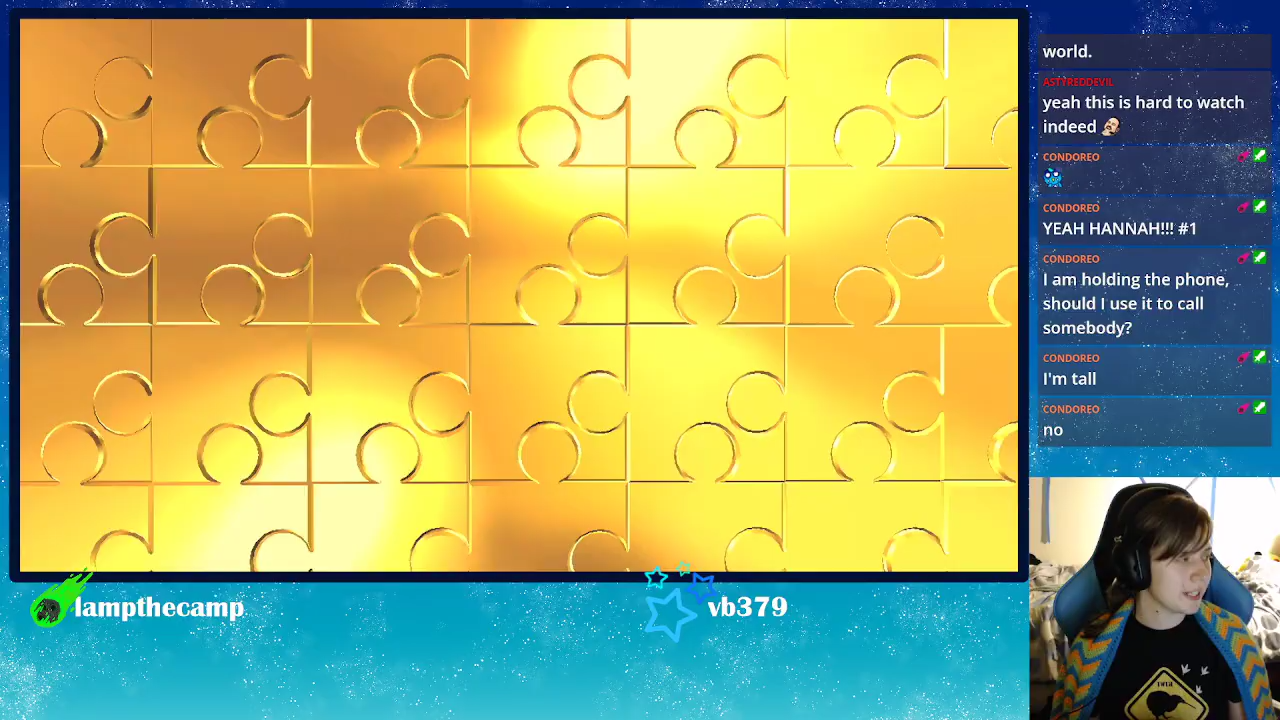 world.
ASTYREDDEVIL
yeah this is hard to watch
indeed
CONDOREO
CONDOREO
YEAH HANNAH!!! #1
CONDOREO
I am holding the phone,
should I use it to call
somebody?
CONDOREO
I'm tall
CONDOREO
no
lampthecamp
vb379